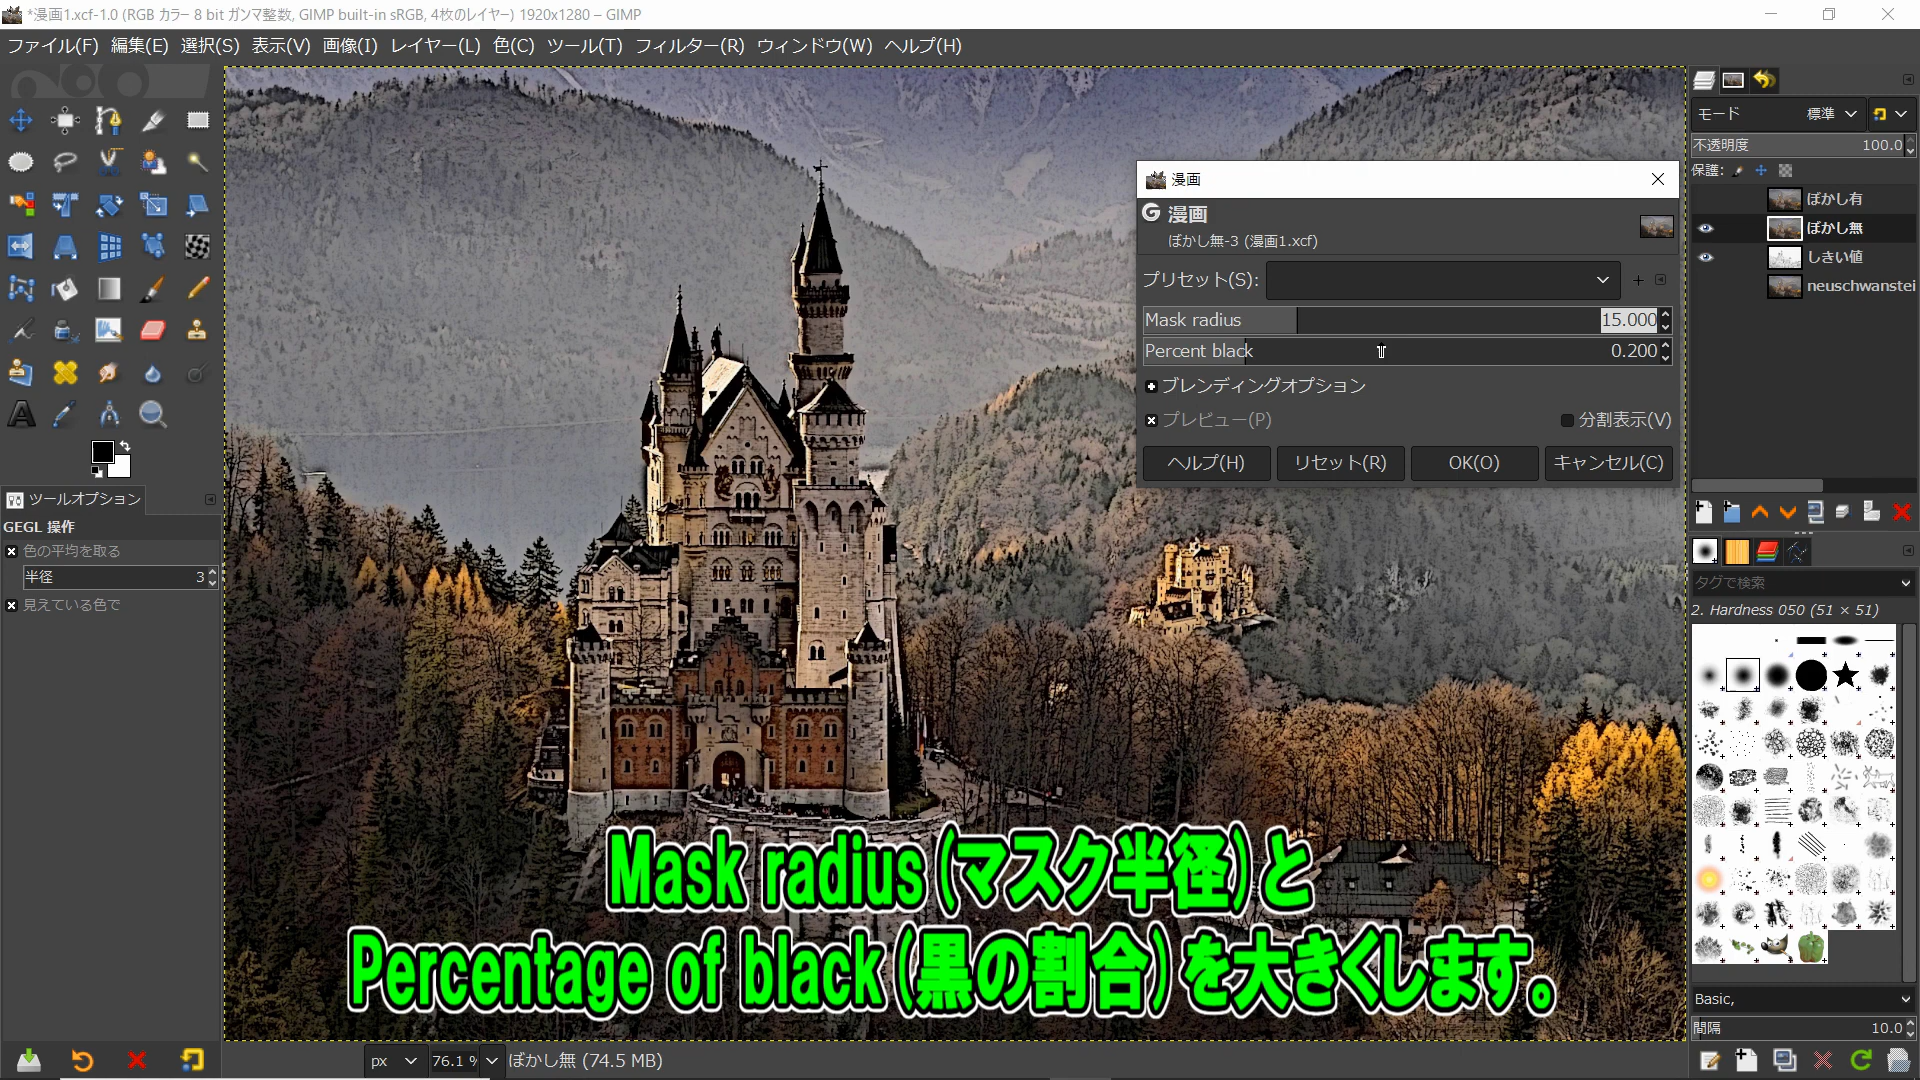 *漫画1.xcf-1.0 (RGB カラー 8 bit ガンマ整数, GIMP built-in sRGB, 4枚のレイヤー) 1920x1280 – GIMP
ファイル(F) 編集(E) 選択(S) 表示(V) 画像(I) レイヤー(L) 色(C) ツール(T) フィルター(R) ウィンドウ(W) ヘルプ(H)
ツールオプション
GEGL 操作
色の平均を取る
半径 3
見えている色で
漫画
漫画
ぼかし無-3 (漫画1.xcf)
プリセット(S):
Mask radius 15.000
Percent black 0.200
ブレンディングオプション
プレビュー(P) 分割表示(V)
ヘルプ(H) リセット(R) OK(O) キャンセル(C)
Mask radius(マスク半径)と
Percentage of black(黒の割合)を大きくします。
px 76.1 % ぼかし無 (74.5 MB)
モード 標準
不透明度 100.0
保護:
ぼかし有
ぼかし無
しきい値
neuschwanstei
タグで検索
2. Hardness 050 (51 × 51)
Basic,
間隔 10.0